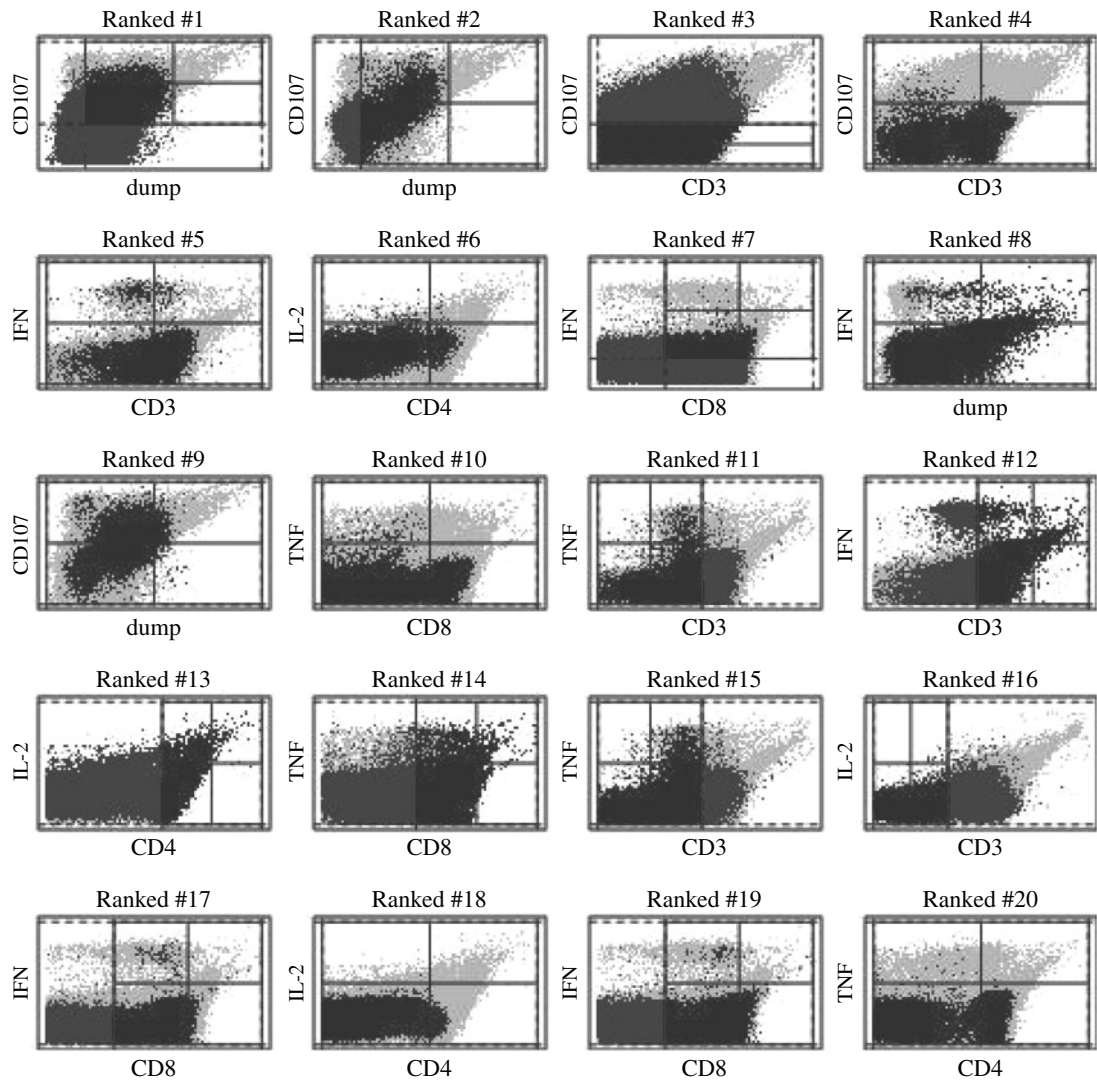 Ranked #1 Ranked #2 Ranked #3 Ranked #4
CD107 CD107 CD107 CD107
dump dump CD3 CD3
Ranked #5 Ranked #6 Ranked #7 Ranked #8
IFN IL-2 IFN IFN
CD3 CD4 CD8 dump
Ranked #9 Ranked #10 Ranked #11 Ranked #12
CD107 TNF TNF IFN
dump CD8 CD3 CD3
Ranked #13 Ranked #14 Ranked #15 Ranked #16
IL-2 TNF TNF IL-2
CD4 CD8 CD3 CD3
Ranked #17 Ranked #18 Ranked #19 Ranked #20
IFN IL-2 IFN TNF
CD8 CD4 CD8 CD4